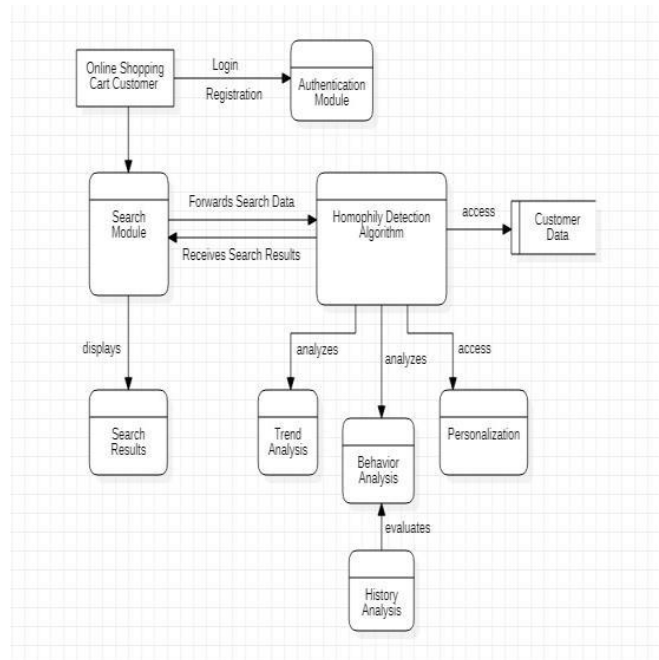 Online Shopping
Cart Customer
Login
Registration
Authentication
Module
Search
Module
Forwards Search Data
Receives Search Results
Homophily Detection
Algorithm
access
Customer
Data
displays
analyzes
analyzes
access
Search
Results
Trend
Analysis
Behavior
Analysis
Personalization
evaluates
History
Analysis